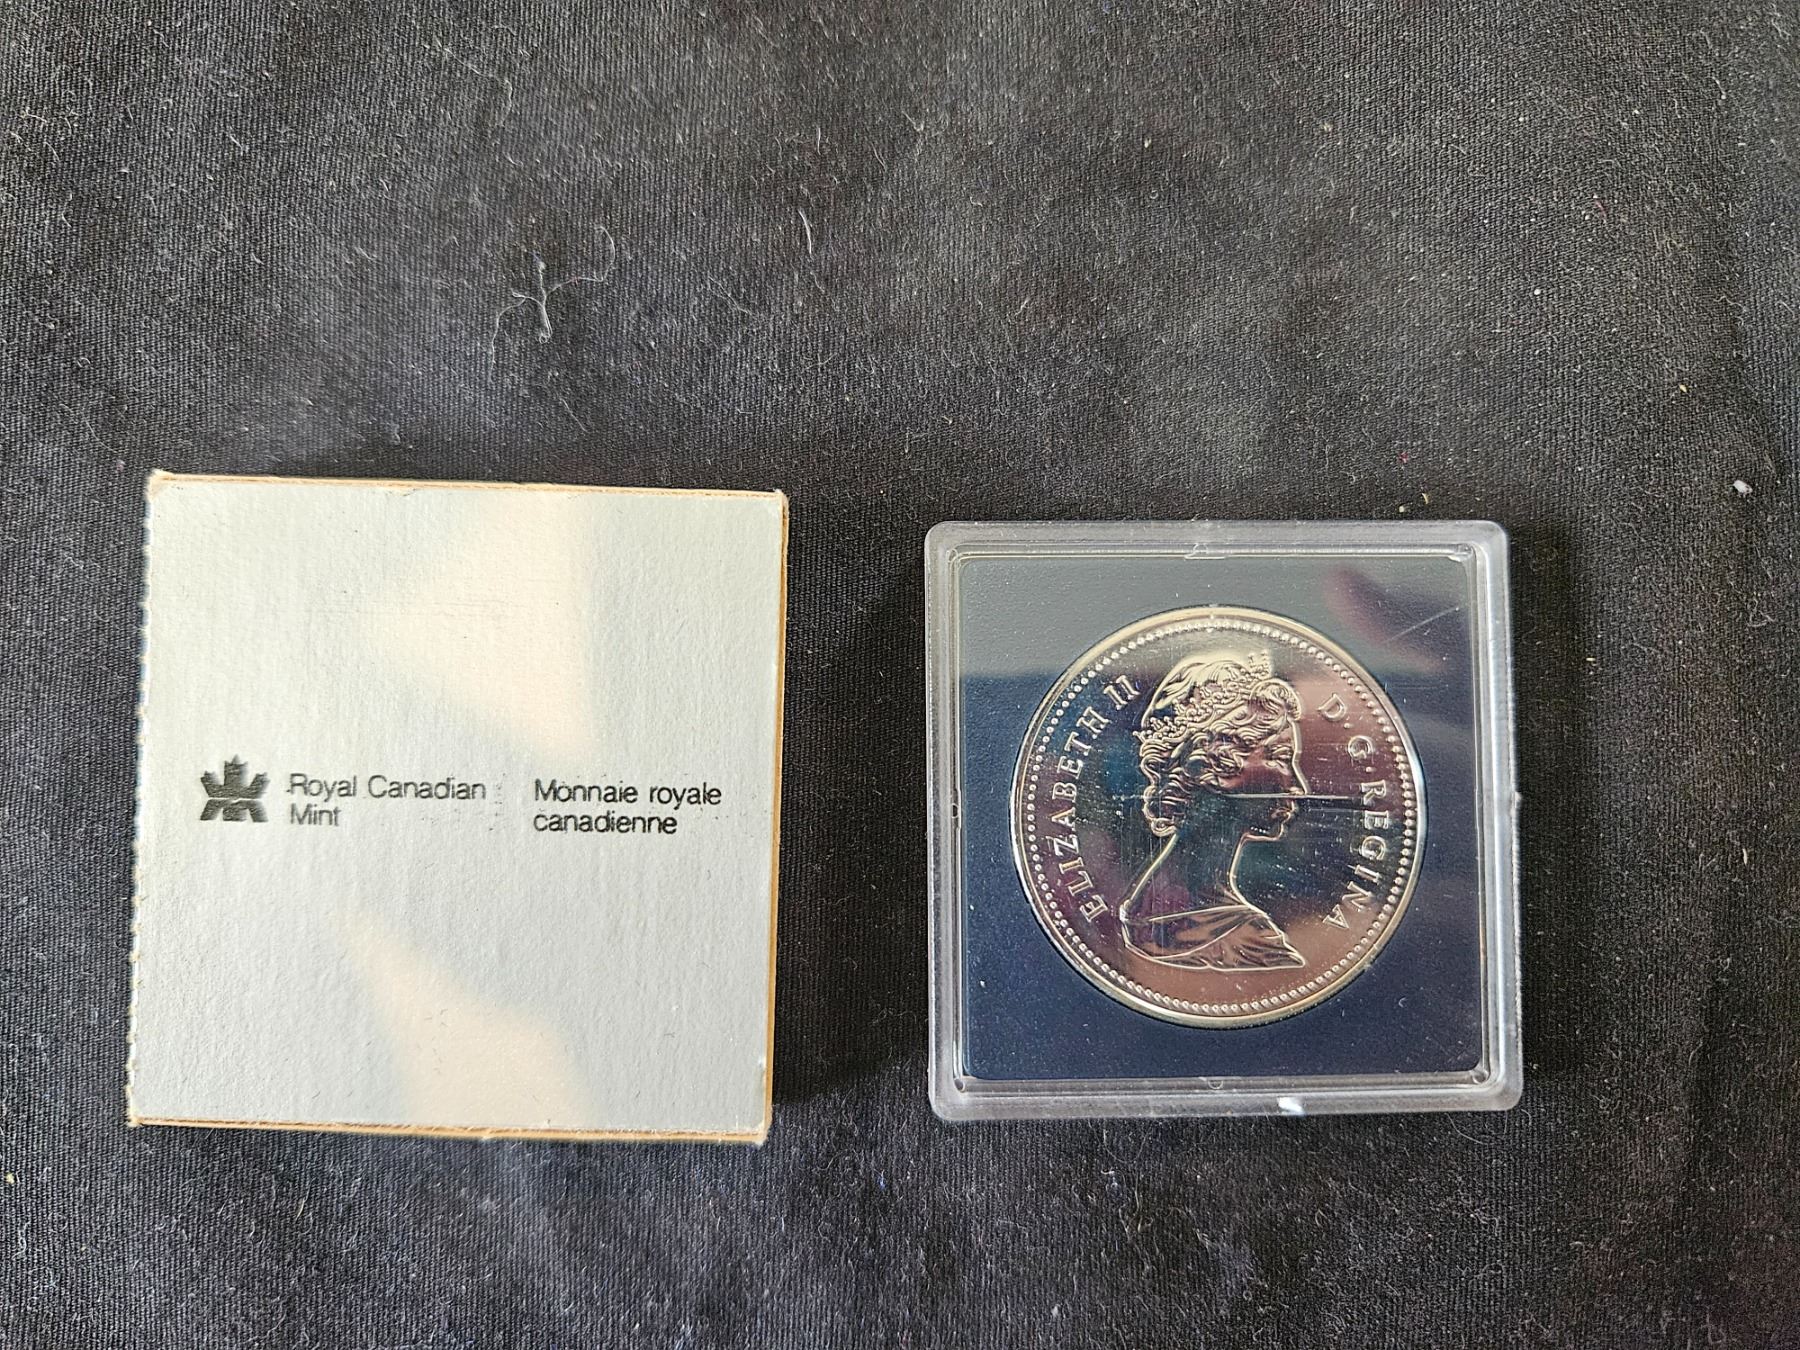 Royal Canadian
Mint
Monnaie royale
canadienne
ELIZABETH II
D·G·REGINA